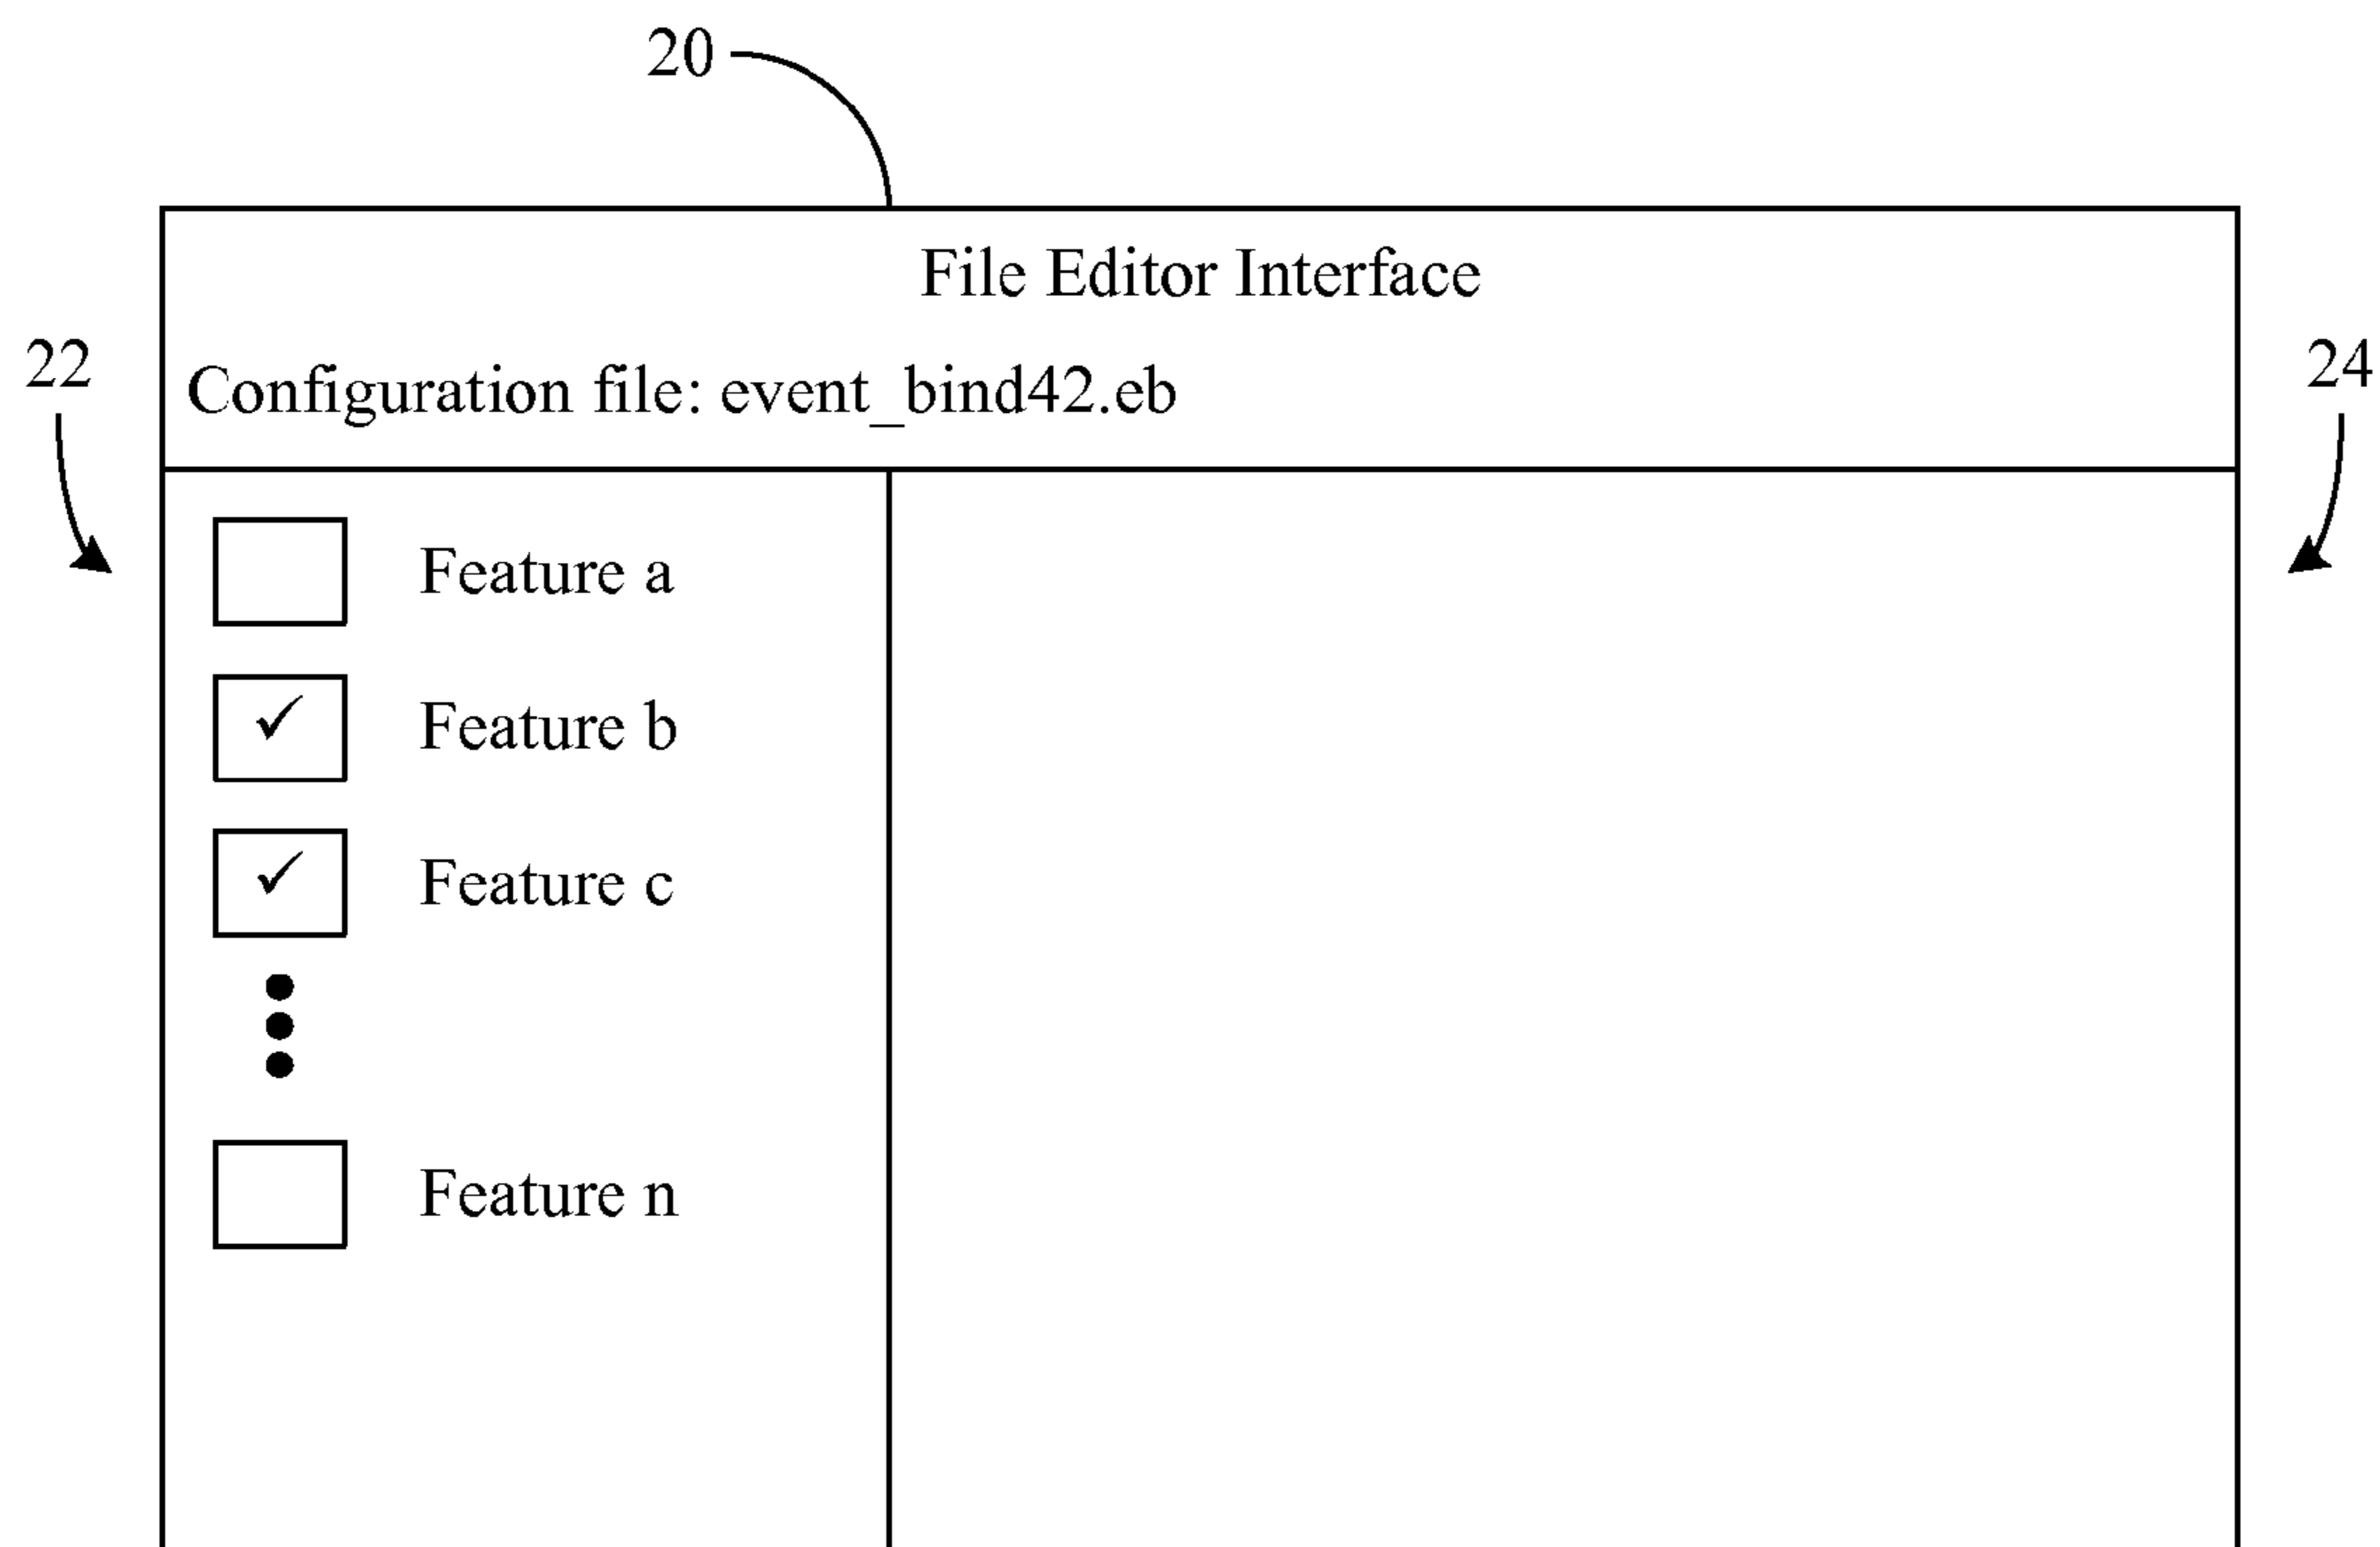 20
File Editor Interface
22
Configuration file: event_bind42.eb
24
Feature a
✓ Feature b
✓ Feature c
Feature n